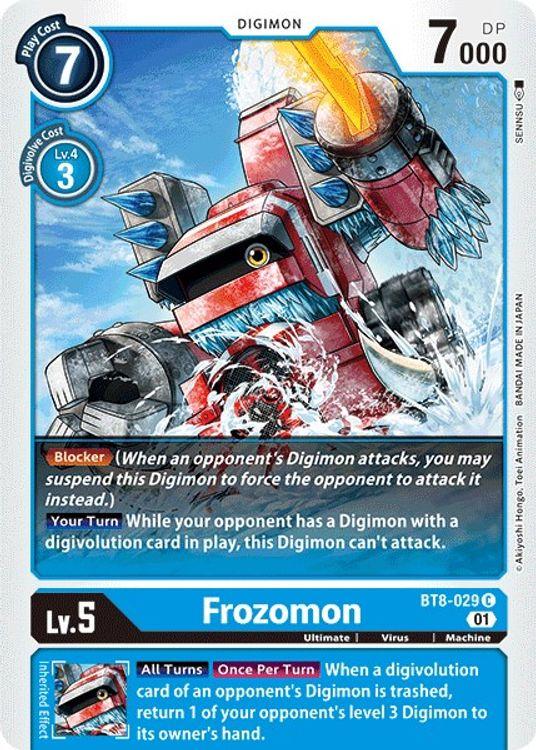 DIGIMON
Play Cost
7
DP
7000
Digivolve Cost
Lv.4
3
SENNSU
©Akiyoshi Hongo, Toei Animation BANDAI MADE IN JAPAN
Blocker (When an opponent's Digimon attacks, you may
suspend this Digimon to force the opponent to attack it
instead.)
Your Turn While your opponent has a Digimon with a
digivolution card in play, this Digimon can't attack.
BT8-029 C
01
Lv.5
Frozomon
Ultimate | Virus | Machine
Inherited Effect
All Turns Once Per Turn When a digivolution
card of an opponent's Digimon is trashed,
return 1 of your opponent's level 3 Digimon to
its owner's hand.